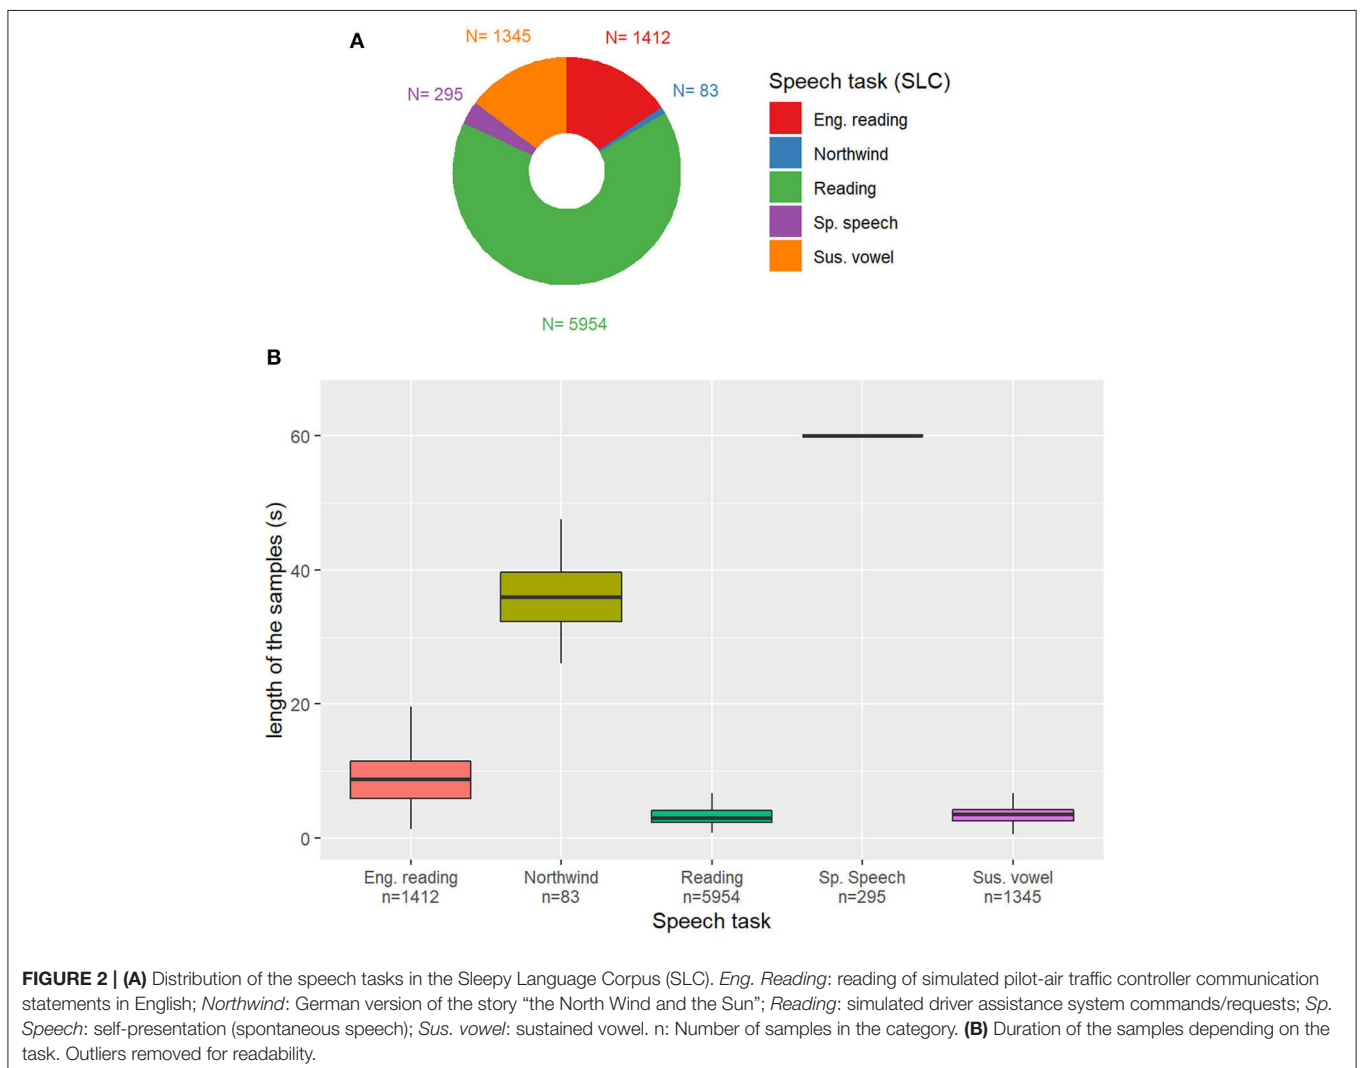 A
N= 1345
N= 1412
N= 295
N= 83
N= 5954
Speech task (SLC)
Eng. reading
Northwind
Reading
Sp. speech
Sus. vowel
B
length of the samples (s)
60
40
20
0
Eng. reading
n=1412
Northwind
n=83
Reading
n=5954
Sp. Speech
n=295
Sus. vowel
n=1345
Speech task
FIGURE 2 | (A) Distribution of the speech tasks in the Sleepy Language Corpus (SLC). Eng. Reading: reading of simulated pilot-air traffic controller communication
statements in English; Northwind: German version of the story “the North Wind and the Sun”; Reading: simulated driver assistance system commands/requests; Sp.
Speech: self-presentation (spontaneous speech); Sus. vowel: sustained vowel. n: Number of samples in the category. (B) Duration of the samples depending on the
task. Outliers removed for readability.